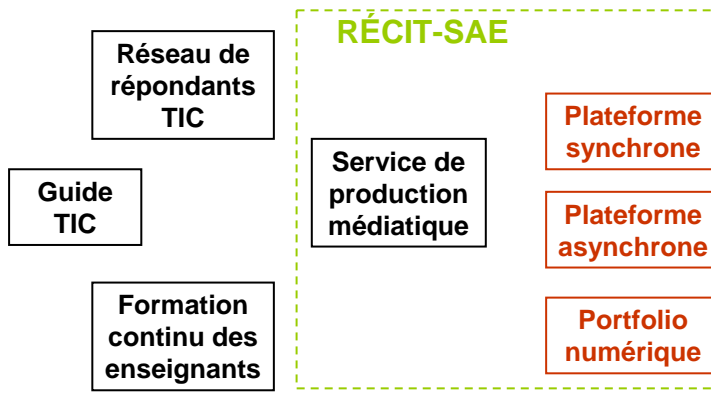 RÉCIT-SAE
Réseau de
répondants
TIC
Guide
TIC
Formation
continu des
enseignants
Service de
production
médiatique
Plateforme
synchrone
Plateforme
asynchrone
Portfolio
numérique